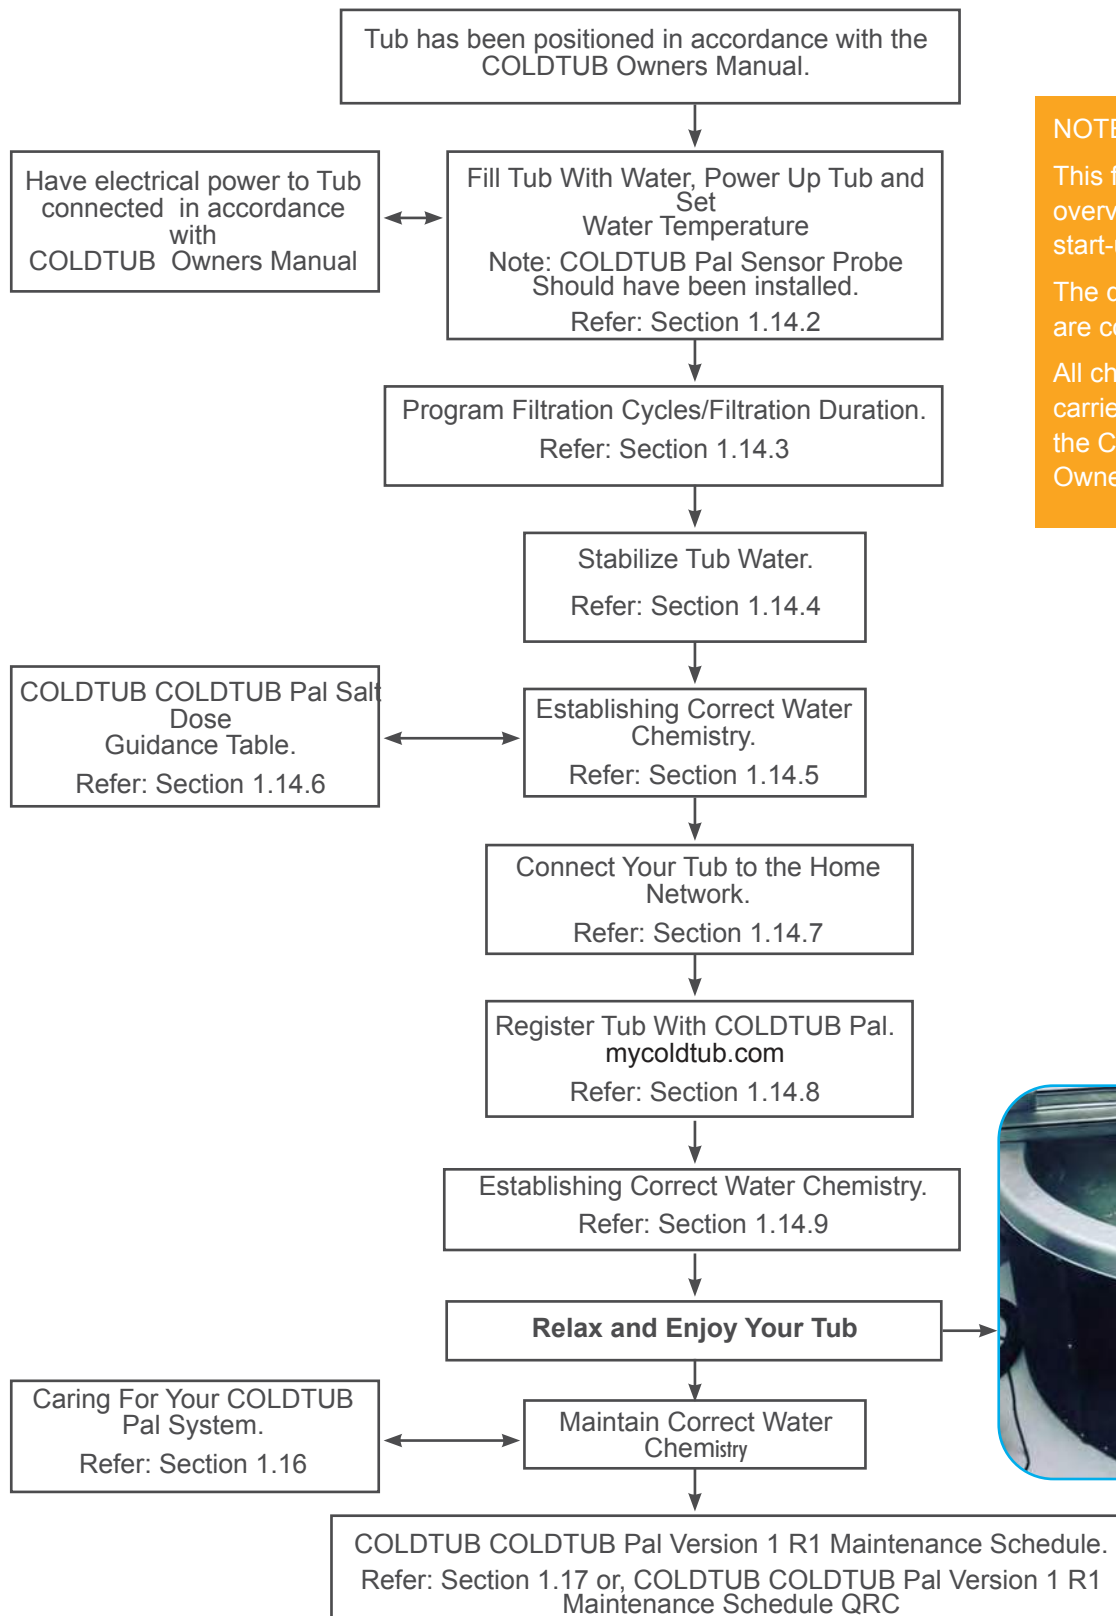 Tub has been positioned in accordance with the
COLDTUB Owners Manual.
Have electrical power to Tub
connected in accordance
with
COLDTUB Owners Manual
Fill Tub With Water, Power Up Tub and
Set
Water Temperature
Note: COLDTUB Pal Sensor Probe
Should have been installed.
Refer: Section 1.14.2
Program Filtration Cycles/Filtration Duration.
Refer: Section 1.14.3
Stabilize Tub Water.
Refer: Section 1.14.4
COLDTUB COLDTUB Pal Salt
Dose
Guidance Table.
Refer: Section 1.14.6
Establishing Correct Water
Chemistry.
Refer: Section 1.14.5
Connect Your Tub to the Home
Network.
Refer: Section 1.14.7
Register Tub With COLDTUB Pal.
mycoldtub.com
Refer: Section 1.14.8
Establishing Correct Water Chemistry.
Refer: Section 1.14.9
Relax and Enjoy Your Tub
Caring For Your COLDTUB
Pal System.
Refer: Section 1.16
Maintain Correct Water
Chemistry
COLDTUB COLDTUB Pal Version 1 R1 Maintenance Schedule.
Refer: Section 1.17 or, COLDTUB COLDTUB Pal Version 1 R1
Maintenance Schedule QRC
NOTE
This
The
are
All
the